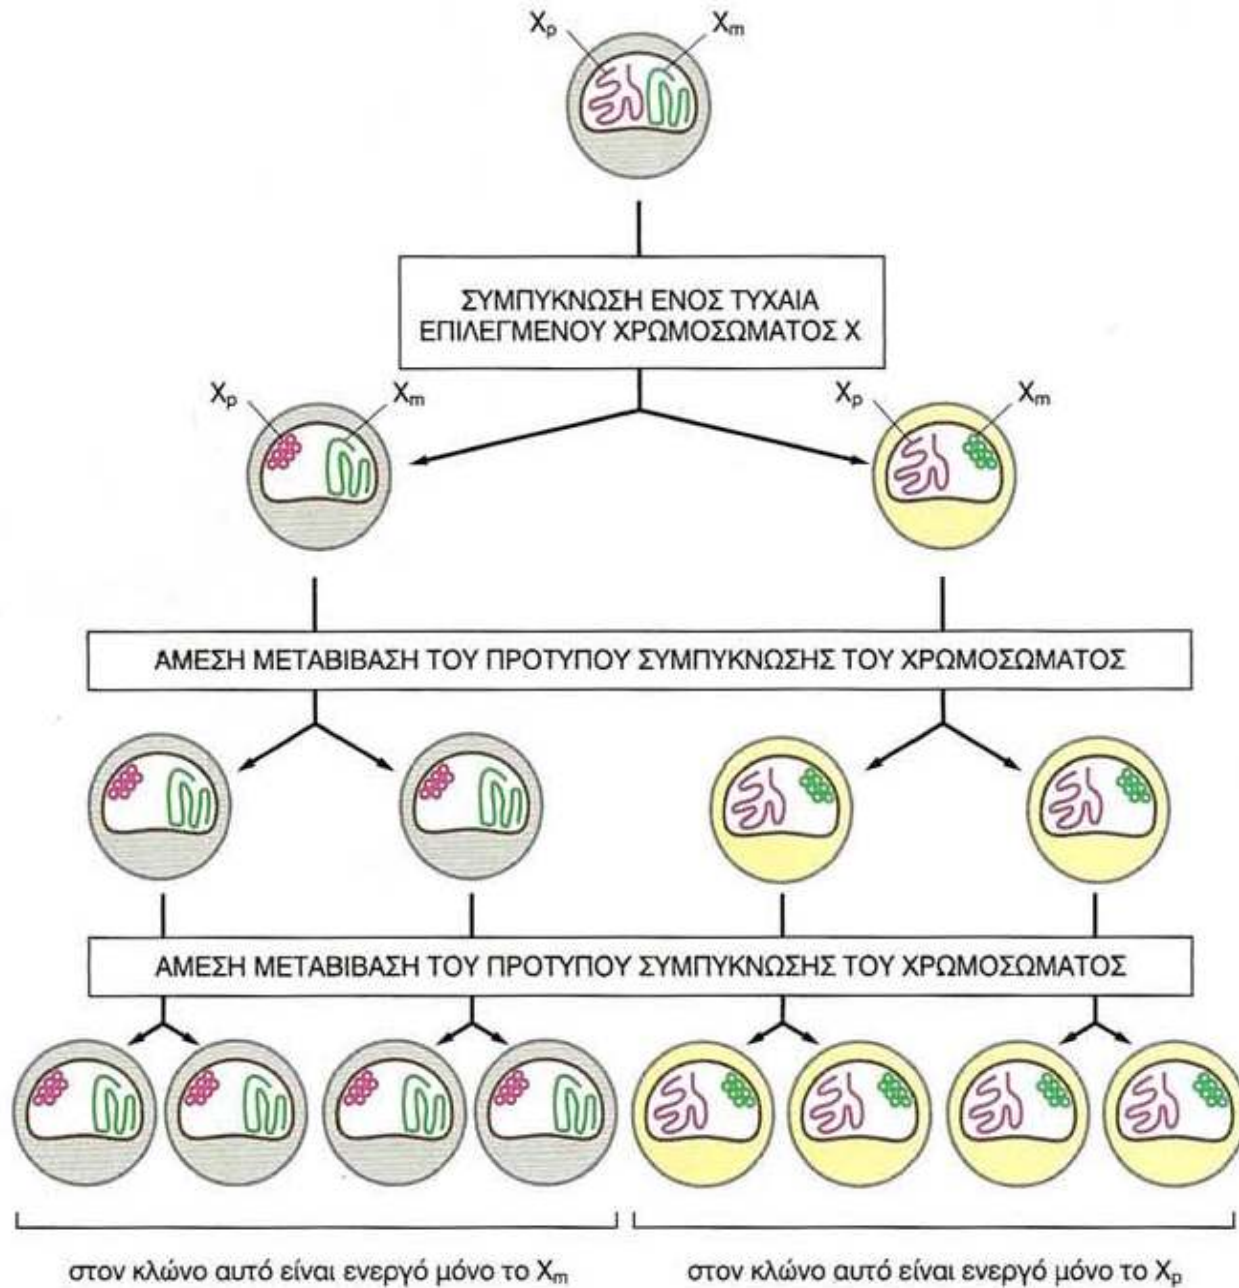 Xp Xm
ΣΥΜΠΥΚΝΩΣΗ ΕΝΟΣ ΤΥΧΑΙΑ
ΕΠΙΛΕΓΜΕΝΟΥ ΧΡΩΜΟΣΩΜΑΤΟΣ Χ
Xp Xm Xp Xm
ΑΜΕΣΗ ΜΕΤΑΒΙΒΑΣΗ ΤΟΥ ΠΡΟΤΥΠΟΥ ΣΥΜΠΥΚΝΩΣΗΣ ΤΟΥ ΧΡΩΜΟΣΩΜΑΤΟΣ
ΑΜΕΣΗ ΜΕΤΑΒΙΒΑΣΗ ΤΟΥ ΠΡΟΤΥΠΟΥ ΣΥΜΠΥΚΝΩΣΗΣ ΤΟΥ ΧΡΩΜΟΣΩΜΑΤΟΣ
στον κλώνο αυτό είναι ενεργό μόνο το Xm στον κλώνο αυτό είναι ενεργό μόνο το Xp